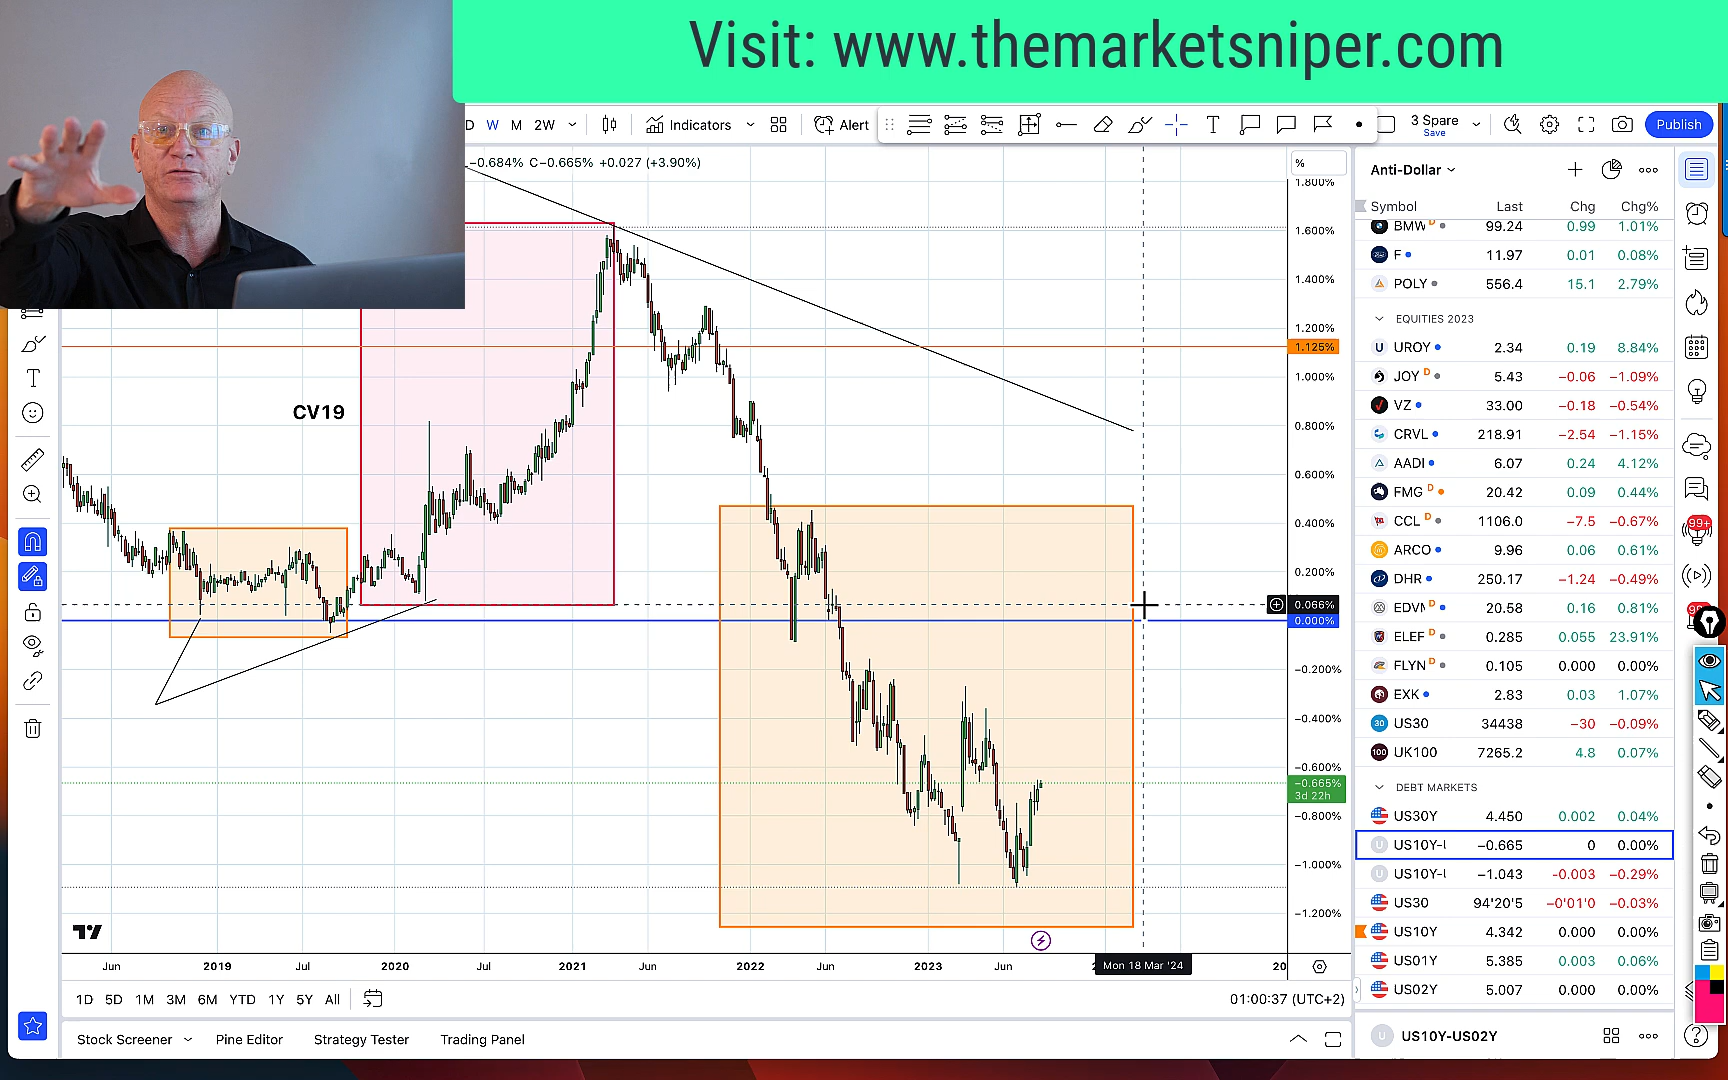 Visit: www.themarketsniper.com
D W M 2W Indicators Alert 3 Spare Save Publish
−0.684% C−0.665% +0.027 (+3.90%)
%
1.800%
1.600%
1.400%
1.200%
1.125%
1.000%
0.800%
0.600%
0.400%
0.200%
0.066%
0.000%
−0.200%
−0.400%
−0.600%
−0.665%
3d 22h
−0.800%
−1.000%
−1.200%
CV19
Jun 2019 Jul 2020 Jul 2021 Jun 2022 Jun 2023 Jun Mon 18 Mar '24 20
1D 5D 1M 3M 6M YTD 1Y 5Y All 01:00:37 (UTC+2)
Stock Screener Pine Editor Strategy Tester Trading Panel
Anti-Dollar
Symbol Last Chg Chg%
BMW D 99.24 0.99 1.01%
F 11.97 0.01 0.08%
POLY 556.4 15.1 2.79%
EQUITIES 2023
U UROY 2.34 0.19 8.84%
JOY D 5.43 −0.06 −1.09%
VZ 33.00 −0.18 −0.54%
CRVL 218.91 −2.54 −1.15%
AADI 6.07 0.24 4.12%
FMG D 20.42 0.09 0.44%
CCL D 1106.0 −7.5 −0.67%
ARCO 9.96 0.06 0.61%
DHR 250.17 −1.24 −0.49%
EDVN D 20.58 0.16 0.81%
ELEF D 0.285 0.055 23.91%
FLYN D 0.105 0.000 0.00%
EXK 2.83 0.03 1.07%
30 US30 34438 −30 −0.09%
100 UK100 7265.2 4.8 0.07%
DEBT MARKETS
US30Y 4.450 0.002 0.04%
U US10Y-U −0.665 0 0.00%
U US10Y-U −1.043 −0.003 −0.29%
US30 94'20'5 −0'01'0 −0.03%
US10Y 4.342 0.000 0.00%
US01Y 5.385 0.003 0.06%
US02Y 5.007 0.000 0.00%
U US10Y-US02Y
99+